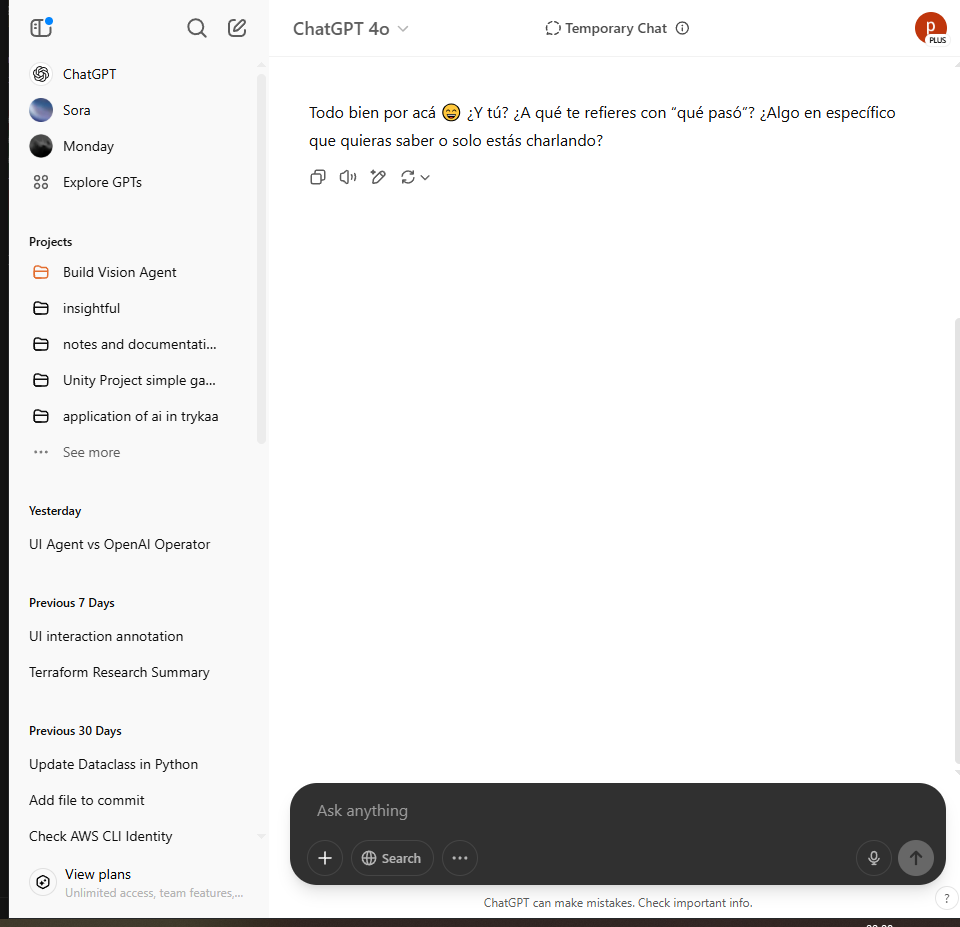 ChatGPT 4o
Temporary Chat
P
PLUS
ChatGPT
Sora
Monday
Explore GPTs
Projects
Build Vision Agent
insightful
notes and documentati...
Unity Project simple ga...
application of ai in trykaa
See more
Yesterday
UI Agent vs OpenAI Operator
Previous 7 Days
UI interaction annotation
Terraform Research Summary
Previous 30 Days
Update Dataclass in Python
Add file to commit
Check AWS CLI Identity
View plans
Unlimited access, team features,...
Todo bien por acá 😄 ¿Y tú? ¿A qué te refieres con “qué pasó”? ¿Algo en específico
que quieras saber o solo estás charlando?
Ask anything
Search
ChatGPT can make mistakes. Check important info.
?